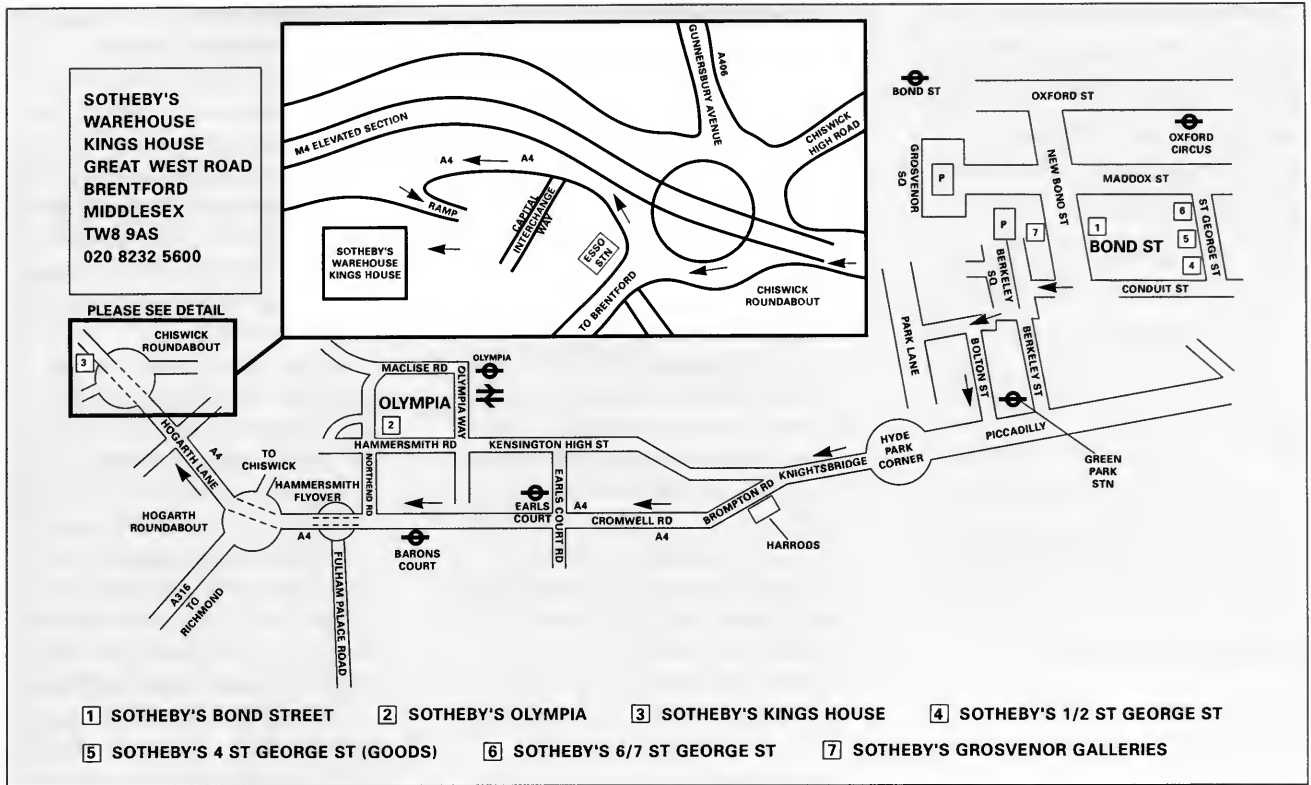 SOTHEBY'S
WAREHOUSE
KINGS HOUSE
GREAT WEST ROAD
BRENTFORD
MIDDLESEX
TW8 9AS
020 8232 5600
PLEASE SEE DETAIL
M4 ELEVATED SECTION
GUNNERSBURY AVENUE
A406
CHISWICK
HIGH ROAD
A4
A4
RAMP
CAPITAL
INTERCHANGE
WAY
ESSO
STN
SOTHEBY'S
WAREHOUSE
KINGS HOUSE
TO BRENTFORD
CHISWICK
ROUNDABOUT
BOND ST
OXFORD ST
OXFORD
CIRCUS
GROSVENOR
SQ
P
NEW BOND ST
MADDOX ST
ST GEORGE ST
6
5
4
1
BOND ST
P
7
BERKELEY
SQ
CONDUIT ST
PARK LANE
BOLTON ST
BERKELEY ST
PICCADILLY
GREEN
PARK
STN
HYDE
PARK
CORNER
KNIGHTSBRIDGE
BROMPTON RD
HARRODS
CHISWICK
ROUNDABOUT
3
HOGARTH LANE
A4
TO
CHISWICK
HOGARTH
ROUNDABOUT
A316
TO
RICHMOND
HAMMERSMITH
FLYOVER
A4
FULHAM PALACE ROAD
MACLISE RD
OLYMPIA
OLYMPIA WAY
OLYMPIA
2
HAMMERSMITH RD
KENSINGTON HIGH ST
NORTHEND RD
BARONS
COURT
EARLS
COURT
EARLS COURT RD
A4
CROMWELL RD
A4
1 SOTHEBY'S BOND STREET 2 SOTHEBY'S OLYMPIA 3 SOTHEBY'S KINGS HOUSE 4 SOTHEBY'S 1/2 ST GEORGE ST
5 SOTHEBY'S 4 ST GEORGE ST (GOODS) 6 SOTHEBY'S 6/7 ST GEORGE ST 7 SOTHEBY'S GROSVENOR GALLERIES